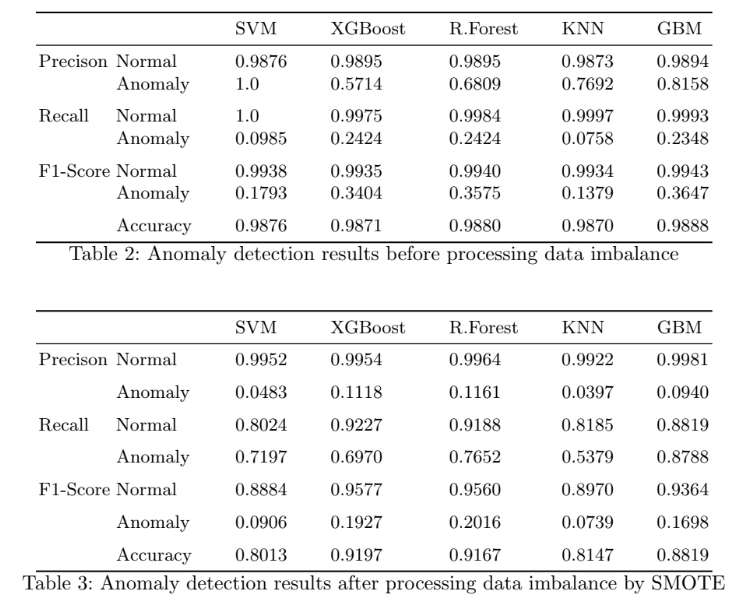 SVM XGBoost R.Forest KNN GBM
Precison Normal 0.9876 0.9895 0.9895 0.9873 0.9894
Anomaly 1.0 0.5714 0.6809 0.7692 0.8158
Recall Normal 1.0 0.9975 0.9984 0.9997 0.9993
Anomaly 0.0985 0.2424 0.2424 0.0758 0.2348
F1-Score Normal 0.9938 0.9935 0.9940 0.9934 0.9943
Anomaly 0.1793 0.3404 0.3575 0.1379 0.3647
Accuracy 0.9876 0.9871 0.9880 0.9870 0.9888
Table 2: Anomaly detection results before processing data imbalance
SVM XGBoost R.Forest KNN GBM
Precison Normal 0.9952 0.9954 0.9964 0.9922 0.9981
Anomaly 0.0483 0.1118 0.1161 0.0397 0.0940
Recall Normal 0.8024 0.9227 0.9188 0.8185 0.8819
Anomaly 0.7197 0.6970 0.7652 0.5379 0.8788
F1-Score Normal 0.8884 0.9577 0.9560 0.8970 0.9364
Anomaly 0.0906 0.1927 0.2016 0.0739 0.1698
Accuracy 0.8013 0.9197 0.9167 0.8147 0.8819
Table 3: Anomaly detection results after processing data imbalance by SMOTE